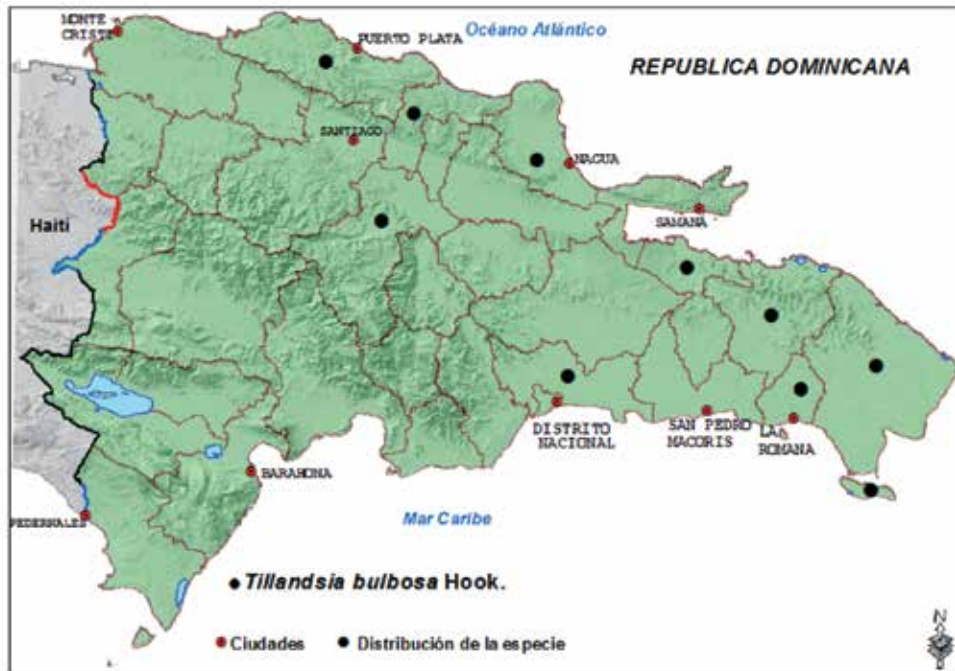 MONTE
CRISTI
PUERTO PLATA
Océano Atlántico
REPUBLICA DOMINICANA
SANTIAGO
NAGUA
Haiti
SAMANA
DISTRITO
NACIONAL
SAN PEDRO
MACORIS
LA
ROMANA
BARAHONA
PEDERNALES
Mar Caribe
Tillandsia bulbosa Hook.
Ciudades
Distribución de la especie
N